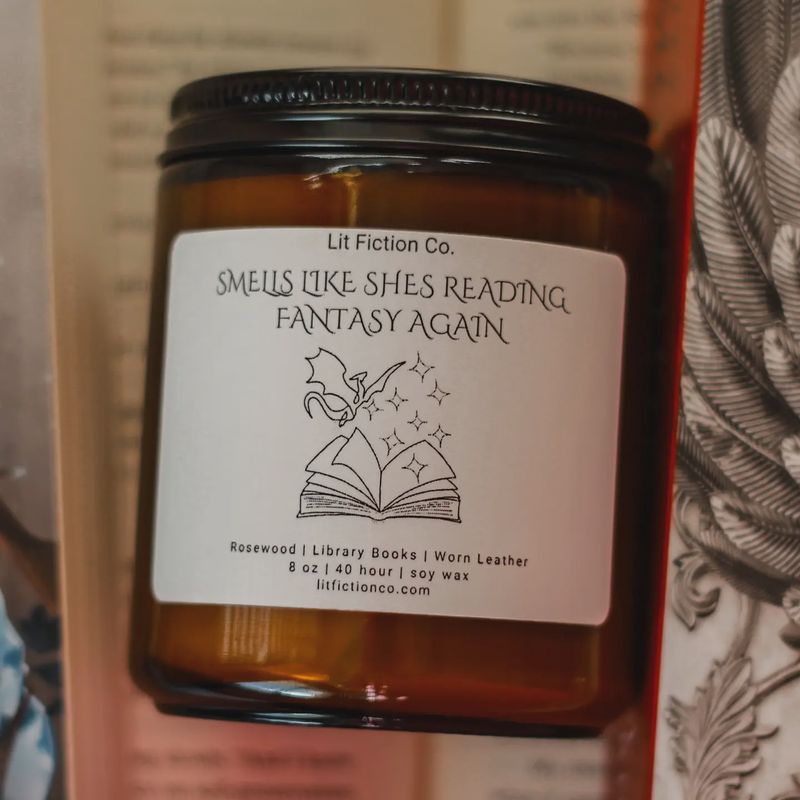 Lit Fiction Co.
SMELLS LIKE SHES READING
FANTASY AGAIN
Rosewood | Library Books | Worn Leather
8 oz | 40 hour | soy wax
litfictionco.com